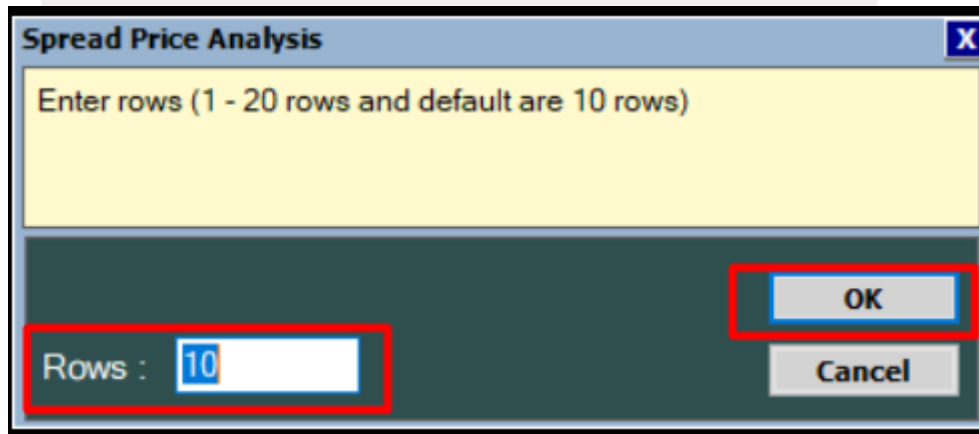 Spread Price Analysis X
Enter rows (1 - 20 rows and default are 10 rows)
OK
Rows : 10
Cancel